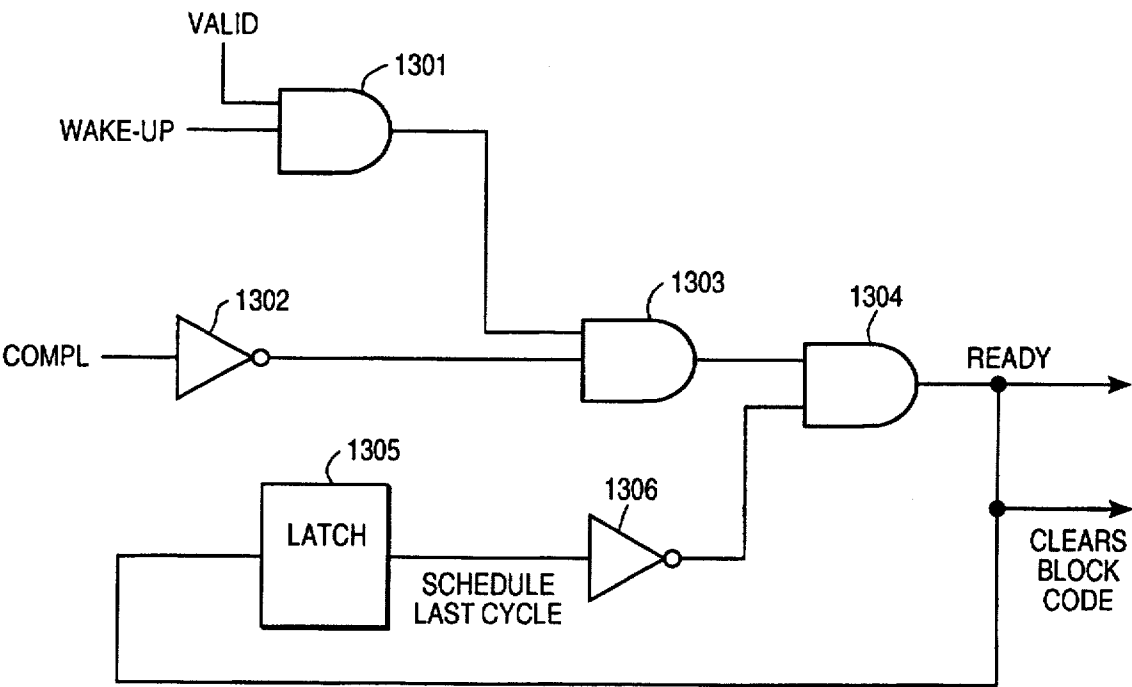 VALID
1301
WAKE-UP
1302
COMPL
1303
1304
READY
1305
LATCH
SCHEDULE
LAST CYCLE
1306
CLEARS
BLOCK
CODE